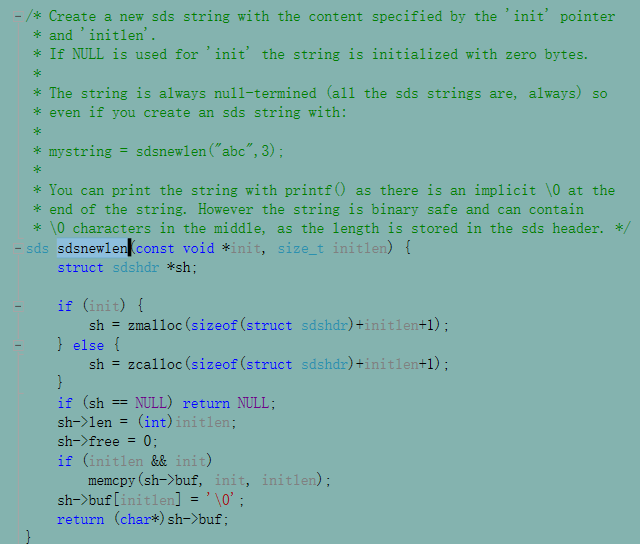 /* Create a new sds string with the content specified by the 'init' pointer
 * and 'initlen'.
 * If NULL is used for 'init' the string is initialized with zero bytes.
 *
 * The string is always null-termined (all the sds strings are, always) so
 * even if you create an sds string with:
 *
 * mystring = sdsnewlen("abc",3);
 *
 * You can print the string with printf() as there is an implicit \0 at the
 * end of the string. However the string is binary safe and can contain
 * \0 characters in the middle, as the length is stored in the sds header. */
sds sdsnewlen(const void *init, size_t initlen) {
    struct sdshdr *sh;

    if (init) {
        sh = zmalloc(sizeof(struct sdshdr)+initlen+1);
    } else {
        sh = zcalloc(sizeof(struct sdshdr)+initlen+1);
    }
    if (sh == NULL) return NULL;
    sh->len = (int)initlen;
    sh->free = 0;
    if (initlen && init)
        memcpy(sh->buf, init, initlen);
    sh->buf[initlen] = '\0';
    return (char*)sh->buf;
}